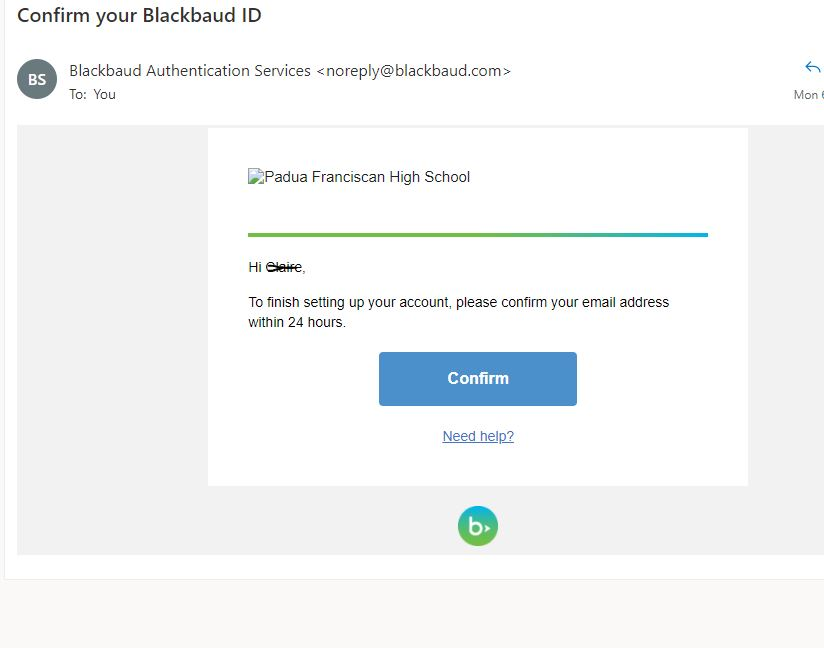 Confirm your Blackbaud ID
BS
Blackbaud Authentication Services <noreply@blackbaud.com>
To: You
Mon
Padua Franciscan High School
Hi Claire,
To finish setting up your account, please confirm your email address
within 24 hours.
Confirm
Need help?
b